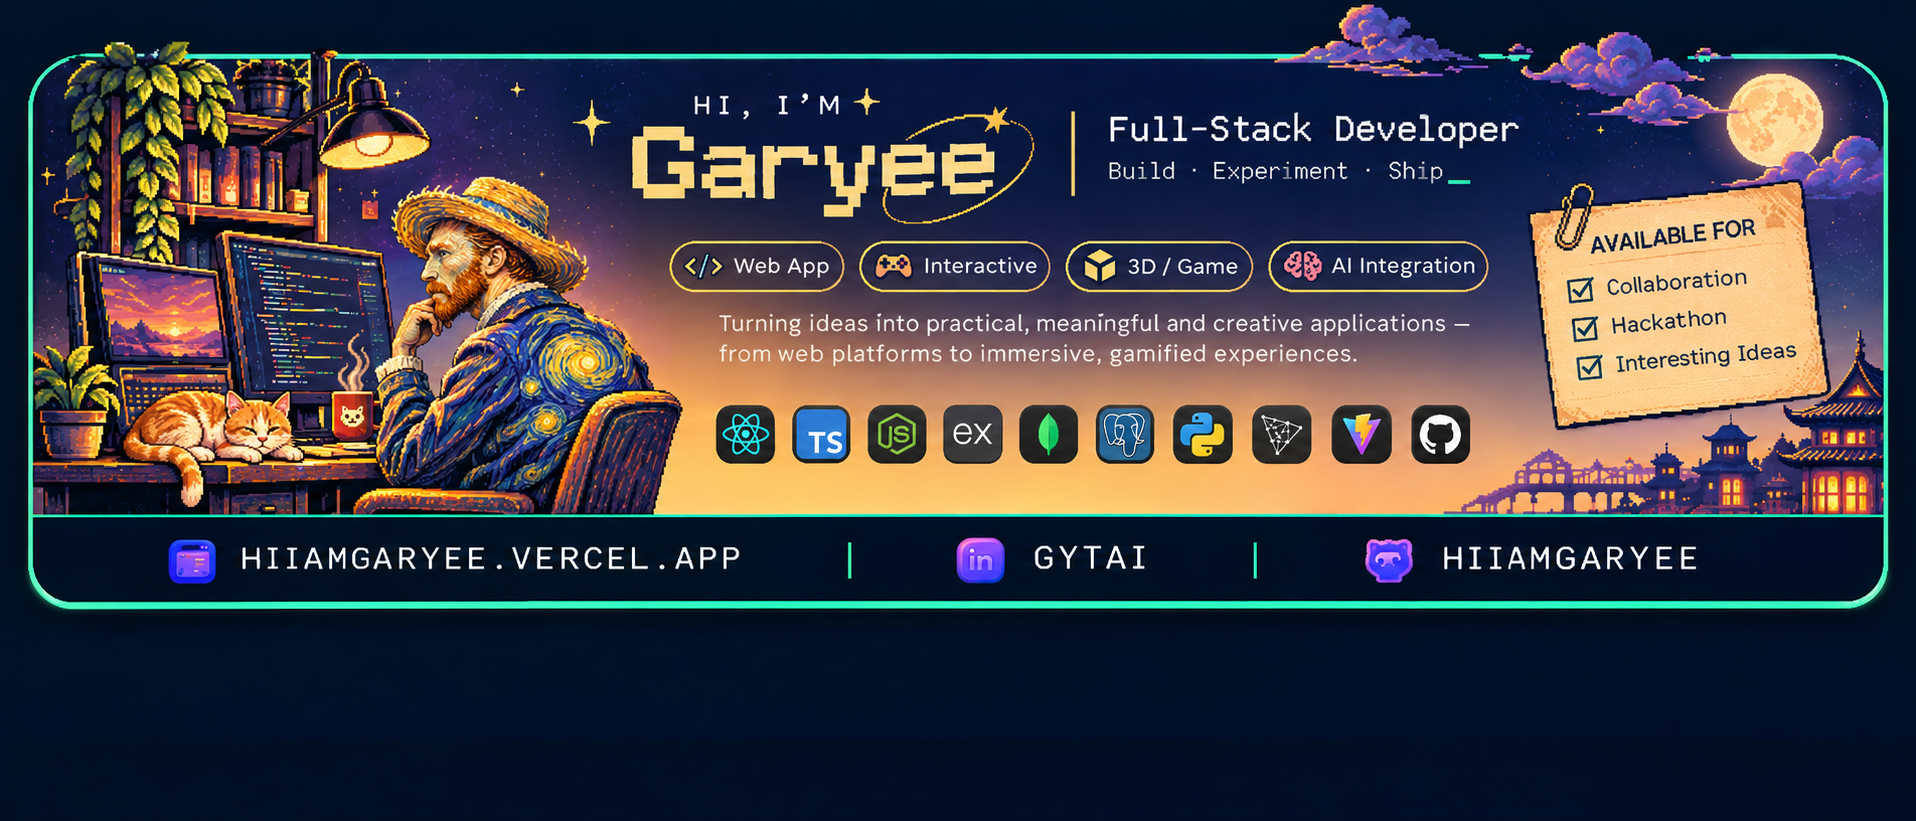 HI, I'M
Garyee
Full-Stack Developer
Build · Experiment · Ship_
</> Web App
Interactive
3D / Game
AI Integration
Turning ideas into practical, meaningful and creative applications —
from web platforms to immersive, gamified experiences.
TS
JS
ex
AVAILABLE FOR
Collaboration
Hackathon
Interesting Ideas
HIIAMGARYEE.VERCEL.APP
in
GYTAI
HIIAMGARYEE